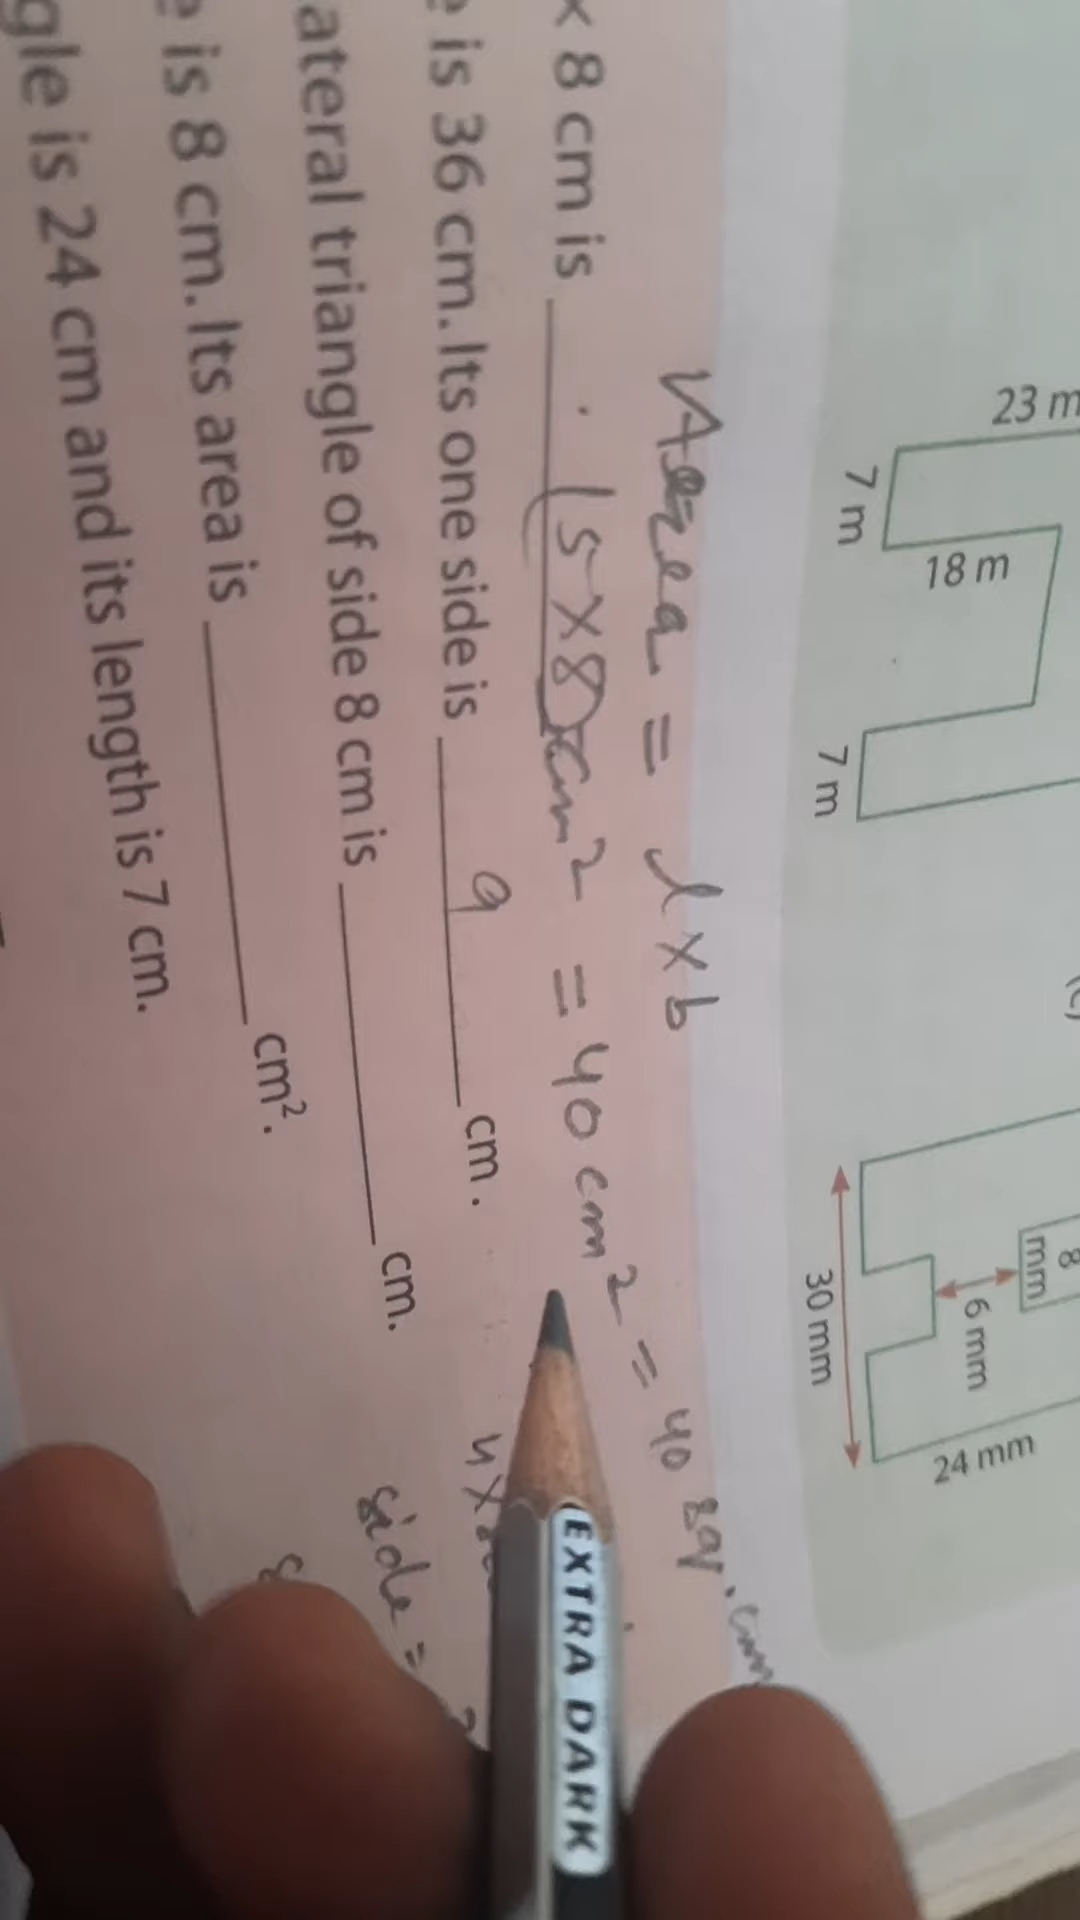 23 m
7 m
18 m
7 m
(c)
8 mm
6 mm
30 mm
24 mm
Area = l × b
× 8 cm is (5×8)cm² = 40 cm² = 40 sq. cm
e is 36 cm. Its one side is 9 cm.
4×
ateral triangle of side 8 cm is cm.
side =
e is 8 cm. Its area is cm².
gle is 24 cm and its length is 7 cm.
EXTRA DARK